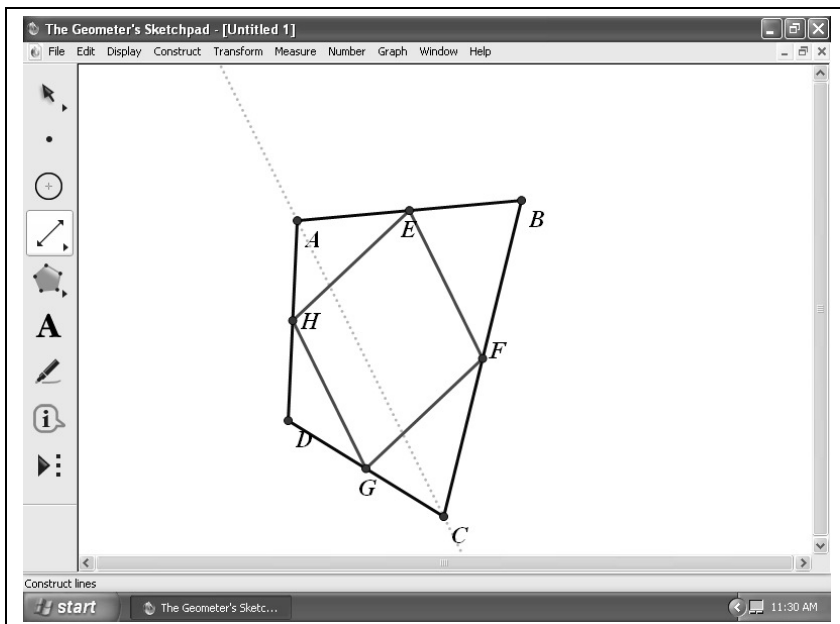 The Geometer's Sketchpad - [Untitled 1]
File Edit Display Construct Transform Measure Number Graph Window Help
A
B
E
A
H
F
D
G
C
Construct lines
start The Geometer's Sketc... 11:30 AM